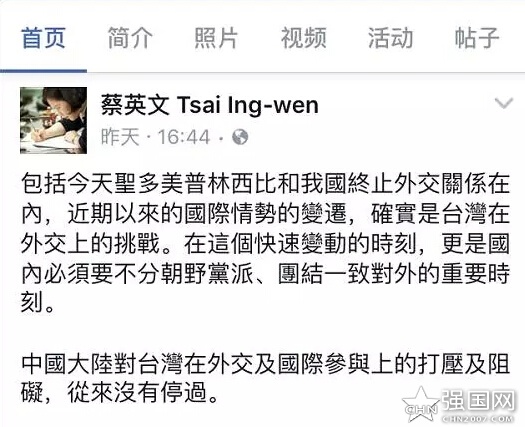 首页 简介 照片 视频 活动 帖子
蔡英文 Tsai Ing-wen
昨天 · 16:44 ·
包括今天聖多美普林西比和我國終止外交關係在
內，近期以來的國際情勢的變遷，確實是台灣在
外交上的挑戰。在這個快速變動的時刻，更是國
內必須要不分朝野黨派、團結一致對外的重要時
刻。
中國大陸對台灣在外交及國際參與上的打壓及阻
礙，從來沒有停過。
CHN 强国网
CHN2007.COM